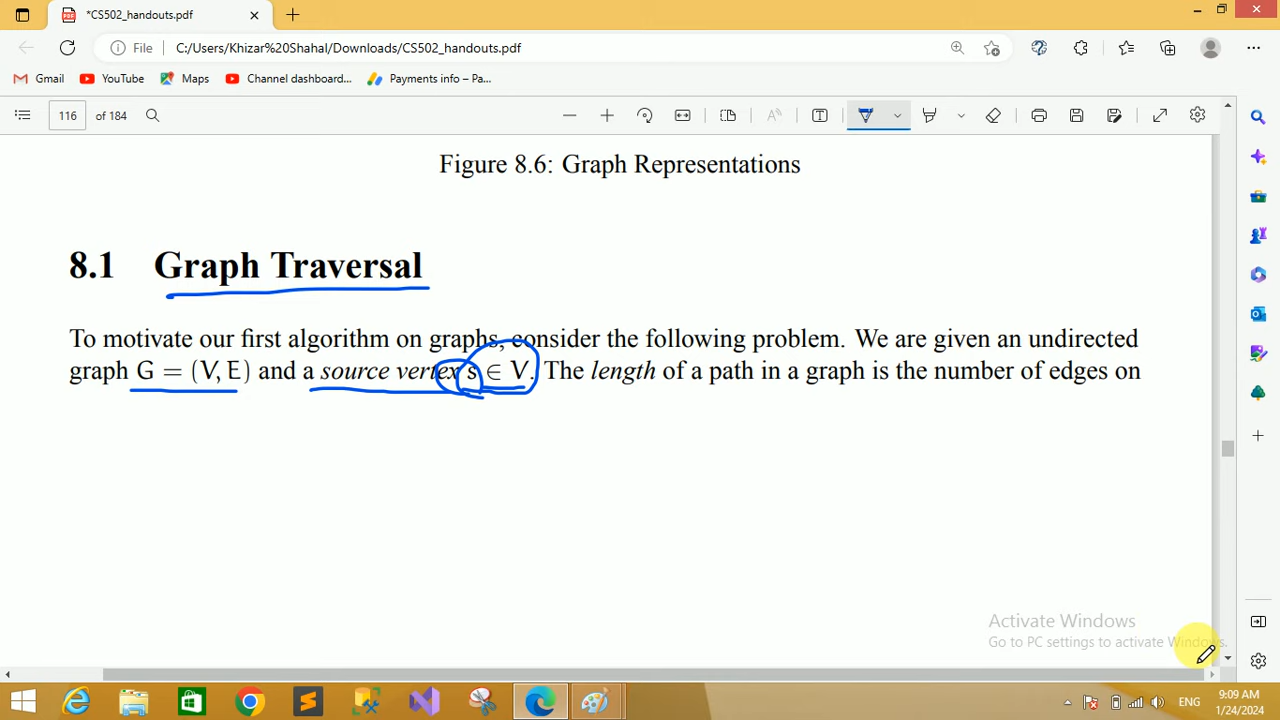 *CS502_handouts.pdf
File C:/Users/Khizar%20Shahal/Downloads/CS502_handouts.pdf
Gmail YouTube Maps Channel dashboard... Payments info – Pa...
116 of 184
Figure 8.6: Graph Representations
8.1 Graph Traversal
To motivate our first algorithm on graphs, consider the following problem. We are given an undirected
graph G = (V, E) and a source vertex s ∈ V. The length of a path in a graph is the number of edges on
Activate Windows
Go to PC settings to activate Windows.
ENG
9:09 AM
1/24/2024